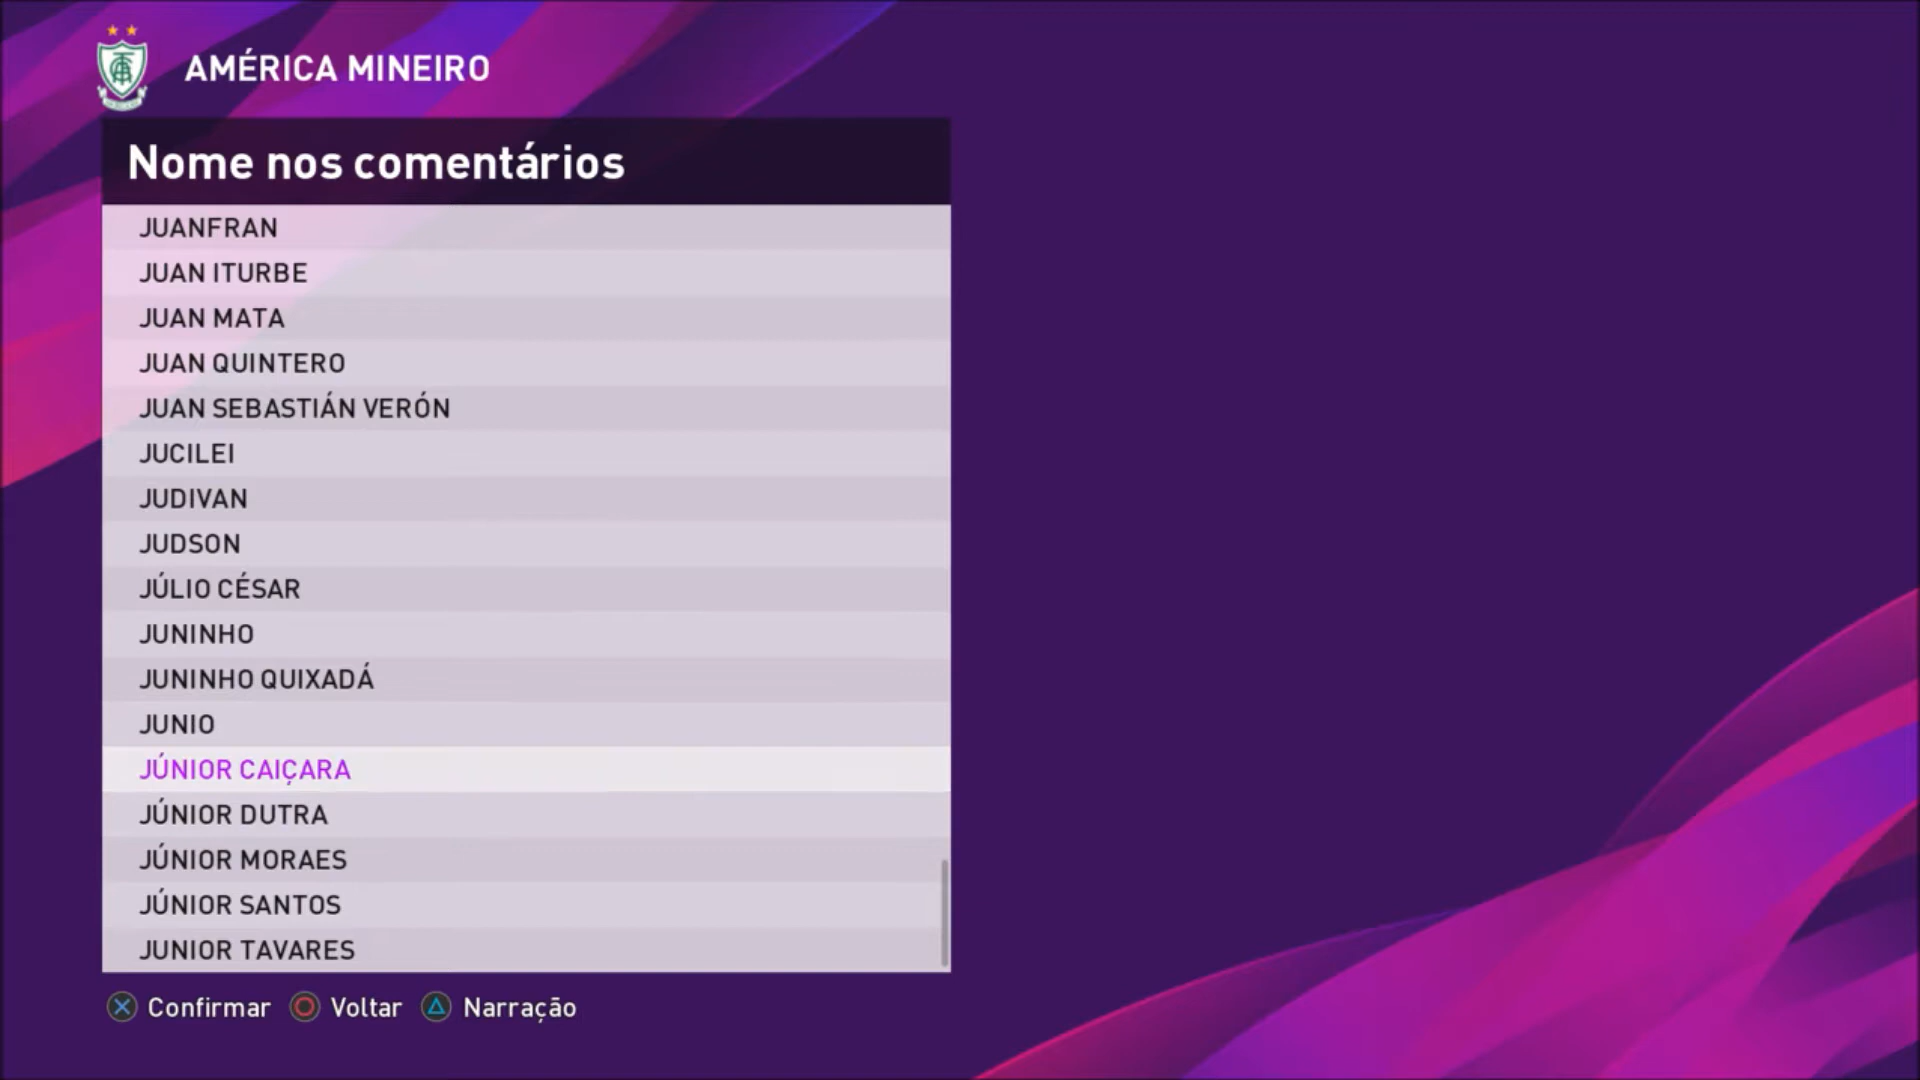 AMÉRICA MINEIRO
Nome nos comentários
JUANFRAN
JUAN ITURBE
JUAN MATA
JUAN QUINTERO
JUAN SEBASTIÁN VERÓN
JUCILEI
JUDIVAN
JUDSON
JÚLIO CÉSAR
JUNINHO
JUNINHO QUIXADÁ
JUNIO
JÚNIOR CAIÇARA
JÚNIOR DUTRA
JÚNIOR MORAES
JÚNIOR SANTOS
JUNIOR TAVARES
Confirmar Voltar Narração